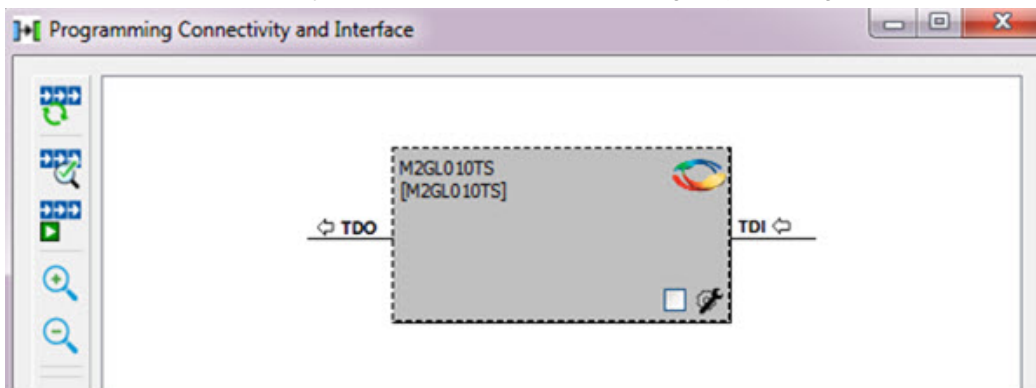 Programming Connectivity and Interface
M2GL010TS
[M2GL010TS]
TDO
TDI